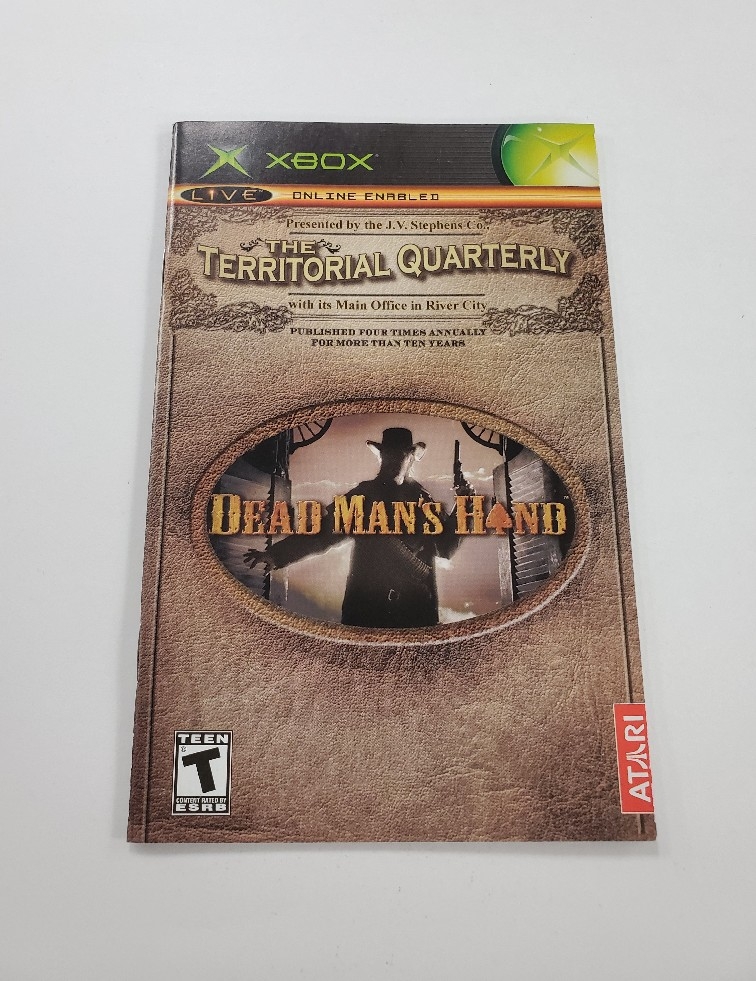 XBOX
LIVE ONLINE ENABLED
Presented by the J.V. Stephens Co.,
THE
TERRITORIAL QUARTERLY
with its Main Office in River City
PUBLISHED FOUR TIMES ANNUALLY
FOR MORE THAN TEN YEARS
DEAD MAN'S HAND™
TEEN
T
CONTENT RATED BY
ESRB
ATARI